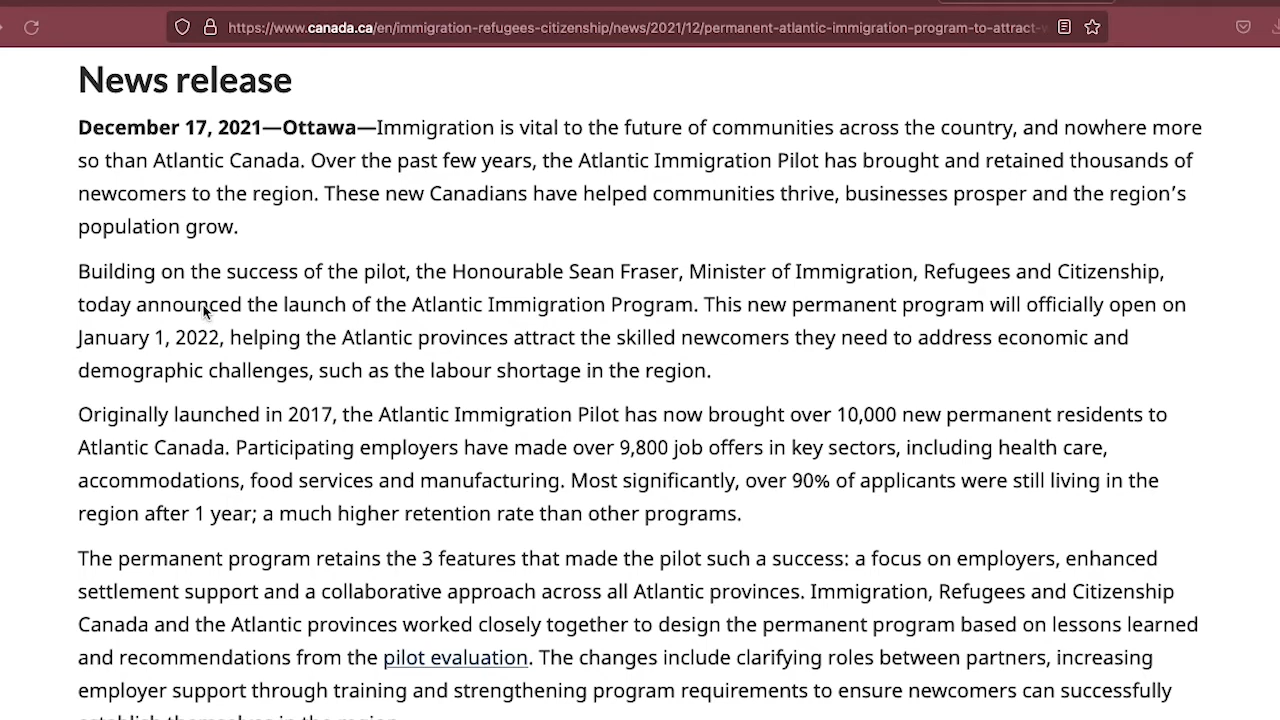 https://www.canada.ca/en/immigration-refugees-citizenship/news/2021/12/permanent-atlantic-immigration-program-to-attract-
News release
December 17, 2021—Ottawa—Immigration is vital to the future of communities across the country, and nowhere more
so than Atlantic Canada. Over the past few years, the Atlantic Immigration Pilot has brought and retained thousands of
newcomers to the region. These new Canadians have helped communities thrive, businesses prosper and the region’s
population grow.
Building on the success of the pilot, the Honourable Sean Fraser, Minister of Immigration, Refugees and Citizenship,
today announced the launch of the Atlantic Immigration Program. This new permanent program will officially open on
January 1, 2022, helping the Atlantic provinces attract the skilled newcomers they need to address economic and
demographic challenges, such as the labour shortage in the region.
Originally launched in 2017, the Atlantic Immigration Pilot has now brought over 10,000 new permanent residents to
Atlantic Canada. Participating employers have made over 9,800 job offers in key sectors, including health care,
accommodations, food services and manufacturing. Most significantly, over 90% of applicants were still living in the
region after 1 year; a much higher retention rate than other programs.
The permanent program retains the 3 features that made the pilot such a success: a focus on employers, enhanced
settlement support and a collaborative approach across all Atlantic provinces. Immigration, Refugees and Citizenship
Canada and the Atlantic provinces worked closely together to design the permanent program based on lessons learned
and recommendations from the pilot evaluation. The changes include clarifying roles between partners, increasing
employer support through training and strengthening program requirements to ensure newcomers can successfully